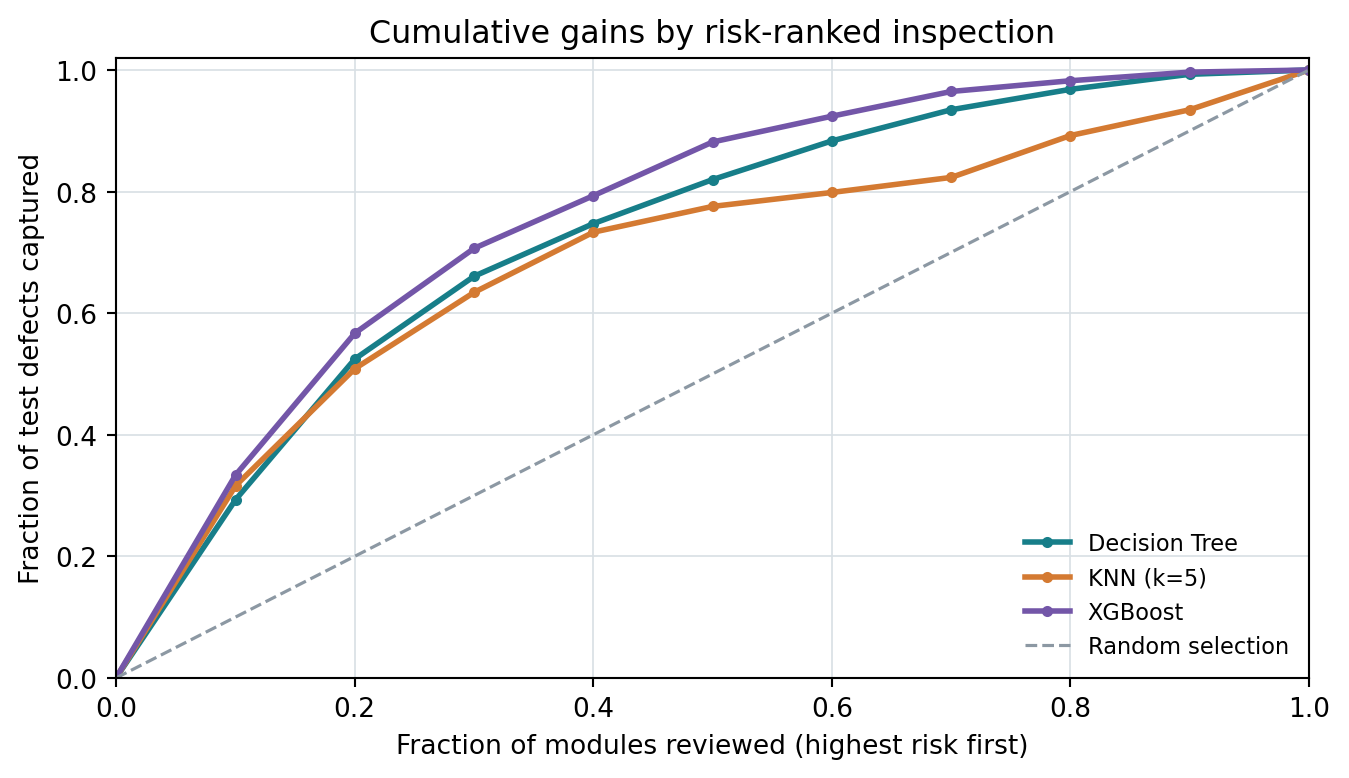 Cumulative gains by risk-ranked inspection
Fraction of test defects captured
1.0
0.8
0.6
0.4
0.2
0.0
0.0 0.2 0.4 0.6 0.8 1.0
Fraction of modules reviewed (highest risk first)
Decision Tree
KNN (k=5)
XGBoost
Random selection